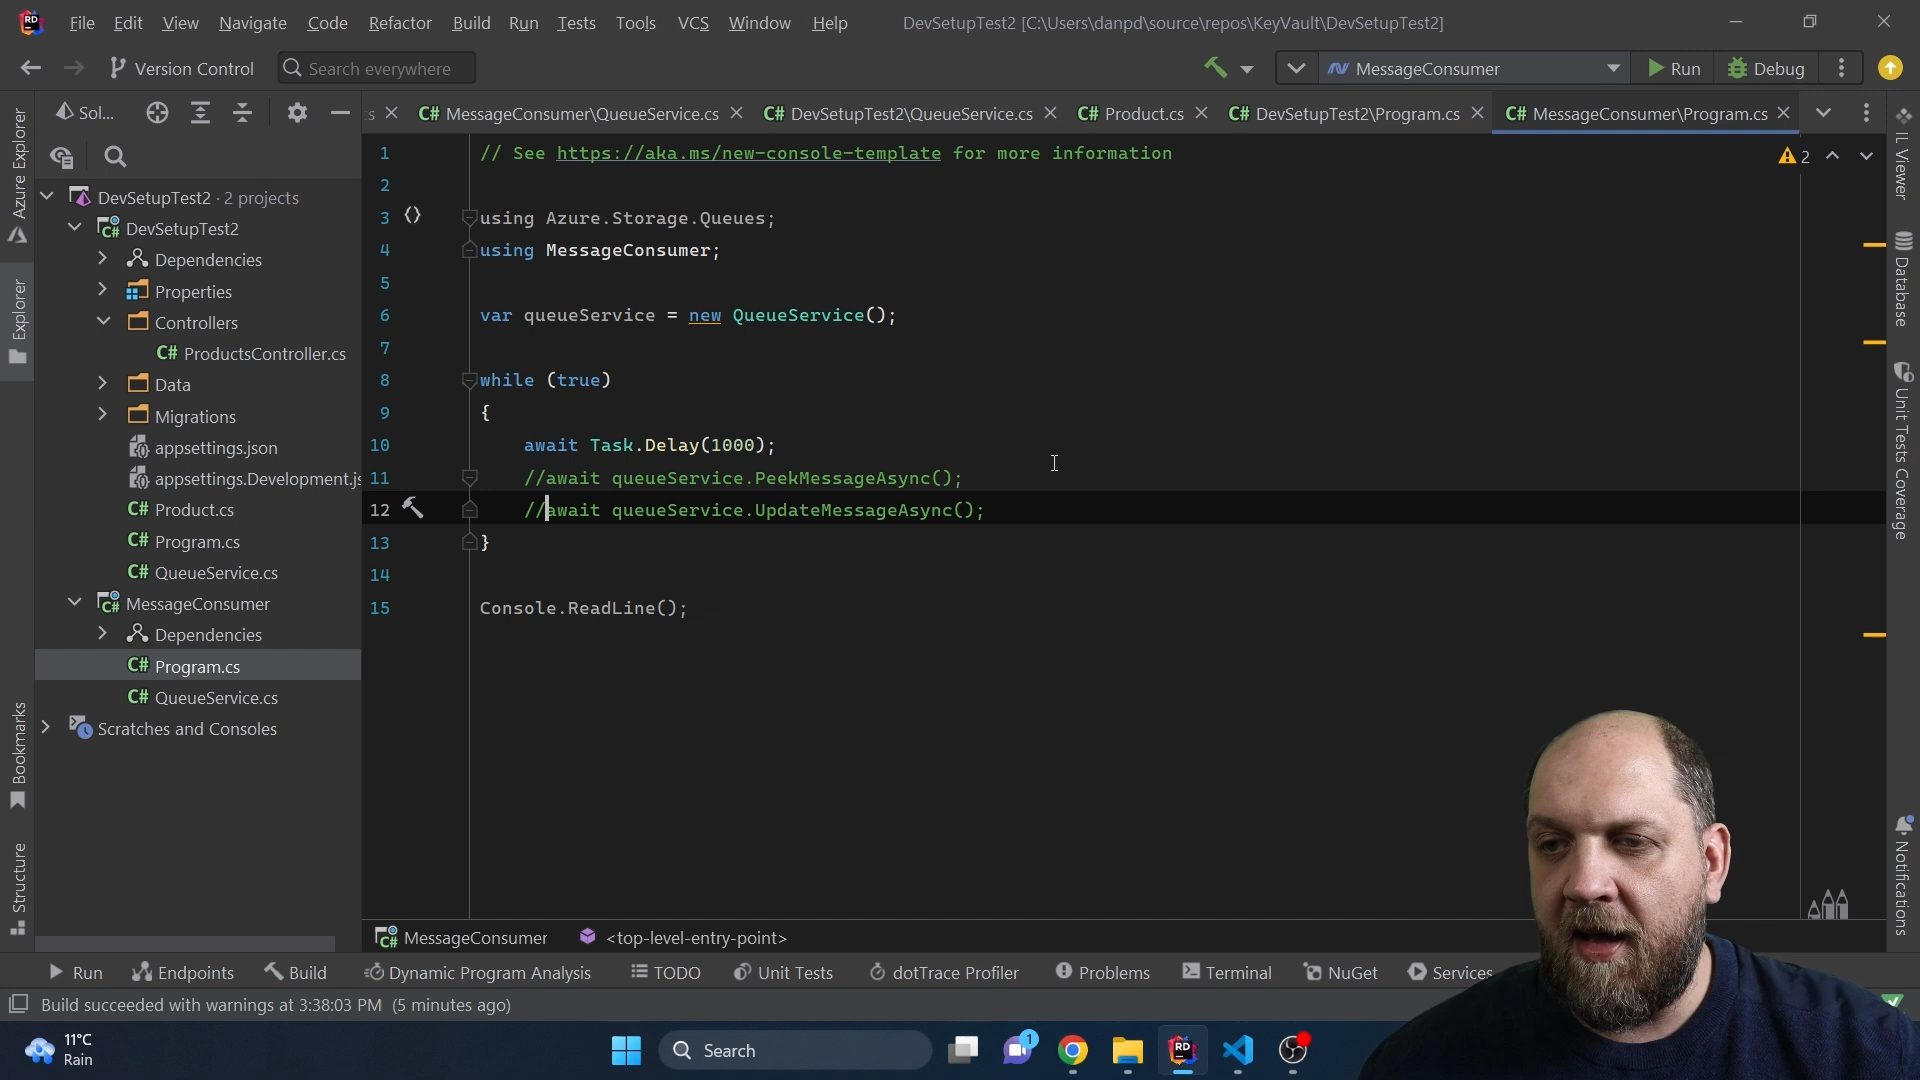 File Edit View Navigate Code Refactor Build Run Tests Tools VCS Window Help DevSetupTest2 [C:\Users\danpd\source\repos\KeyVault\DevSetupTest2]
Version Control Search everywhere MessageConsumer Run Debug
Sol... MessageConsumer\QueueService.cs DevSetupTest2\QueueService.cs Product.cs DevSetupTest2\Program.cs MessageConsumer\Program.cs
Azure Explorer
Explorer
Bookmarks
Structure
DevSetupTest2 · 2 projects
DevSetupTest2
Dependencies
Properties
Controllers
C# ProductsController.cs
Data
Migrations
appsettings.json
appsettings.Development.js
C# Product.cs
C# Program.cs
C# QueueService.cs
MessageConsumer
Dependencies
C# Program.cs
C# QueueService.cs
Scratches and Consoles
1 // See https://aka.ms/new-console-template for more information
2
3 using Azure.Storage.Queues;
4 using MessageConsumer;
5
6 var queueService = new QueueService();
7
8 while (true)
9 {
10 await Task.Delay(1000);
11 //await queueService.PeekMessageAsync();
12 //await queueService.UpdateMessageAsync();
13 }
14
15 Console.ReadLine();
2
IL Viewer
Database
Unit Tests Coverage
Notifications
MessageConsumer <top-level-entry-point>
Run Endpoints Build Dynamic Program Analysis TODO Unit Tests dotTrace Profiler Problems Terminal NuGet Services
Build succeeded with warnings at 3:38:03 PM (5 minutes ago)
11°C
Rain
Search
1
RD